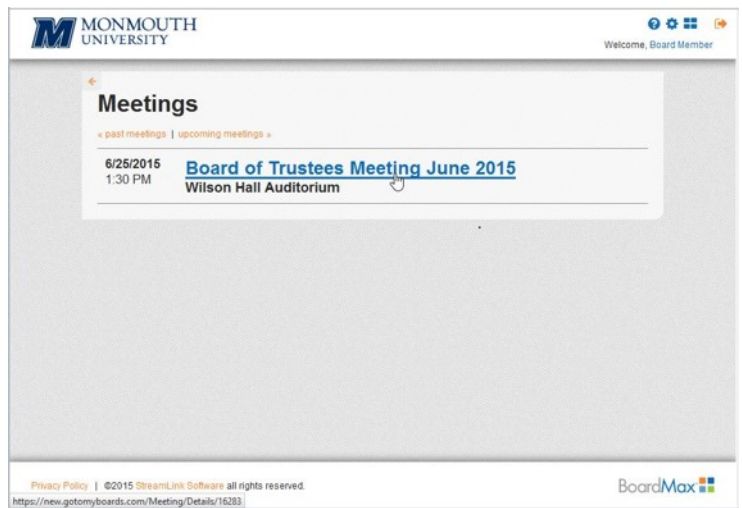 MONMOUTH
UNIVERSITY
Welcome, Board Member
Meetings
« past meetings | upcoming meetings »
6/25/2015
1:30 PM
Board of Trustees Meeting June 2015
Wilson Hall Auditorium
Privacy Policy | ©2015 StreamLink Software all rights reserved.
BoardMax
https://new.gotomyboards.com/Meeting/Details/16283